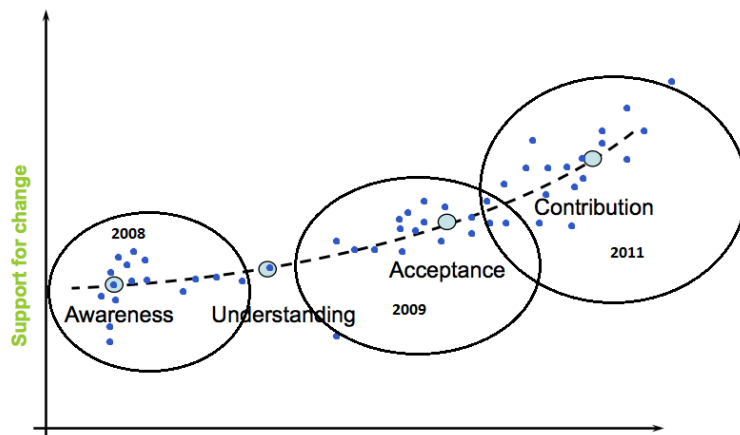 Support for change
2008
Awareness
Understanding
Acceptance
2009
Contribution
2011